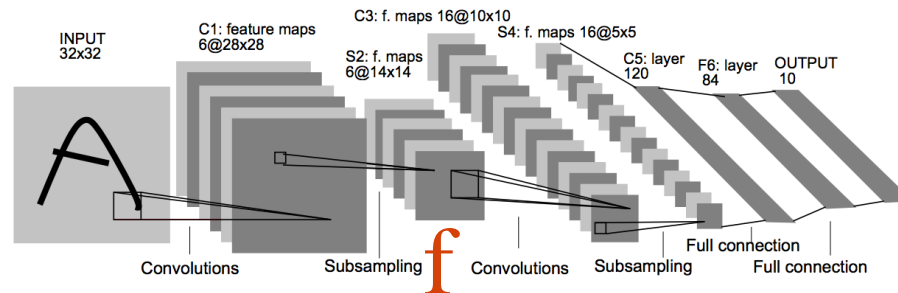 INPUT
32x32
C1: feature maps
6@28x28
S2: f. maps
6@14x14
C3: f. maps 16@10x10
S4: f. maps 16@5x5
C5: layer
120
F6: layer
84
OUTPUT
10
A
Convolutions
Subsampling
f
Convolutions
Subsampling
Full connection
Full connection